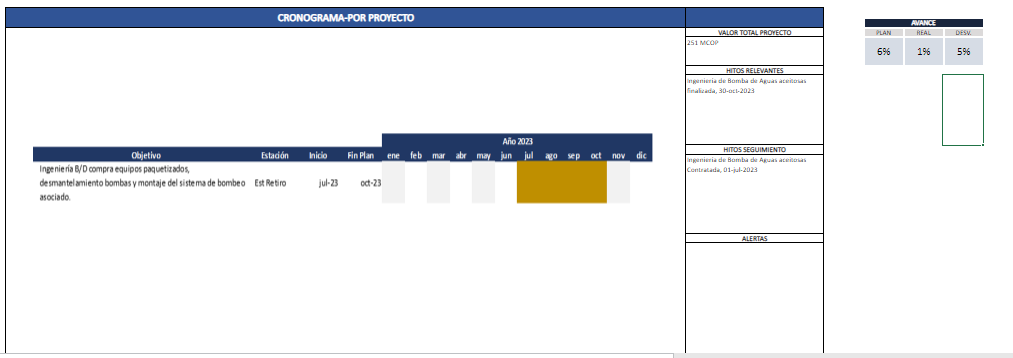 CRONOGRAMA-POR PROYECTO
VALOR TOTAL PROYECTO
251 MCOP
HITOS RELEVANTES
Ingeniería de Bomba de Aguas aceitosas
finalizada, 30-oct-2023
HITOS SEGUIMIENTO
Ingeniería de Bomba de Aguas aceitosas
Contratada, 01-jul-2023
ALERTAS
Año 2023
Objetivo Estación Inicio Fin Plan ene feb mar abr may jun jul ago sep oct nov dic
Ingeniería B/D compra equipos paquetizados,
desmantelamiento bombas y montaje del sistema de bombeo Est Retiro jul-23 oct-23
asociado.
AVANCE
PLAN REAL DESV.
6% 1% 5%